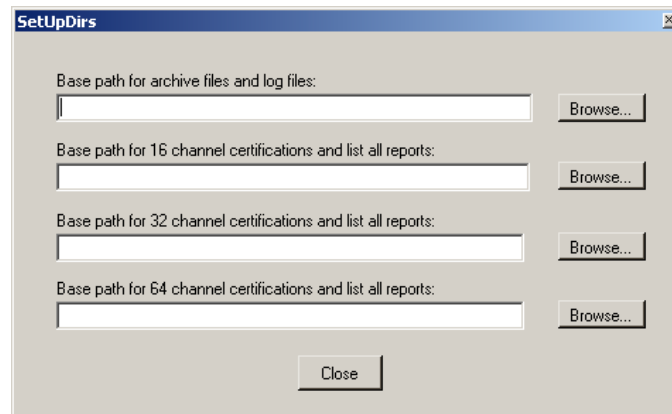 SetUpDirs
Base path for archive files and log files:
Browse...
Base path for 16 channel certifications and list all reports:
Browse...
Base path for 32 channel certifications and list all reports:
Browse...
Base path for 64 channel certifications and list all reports:
Browse...
Close